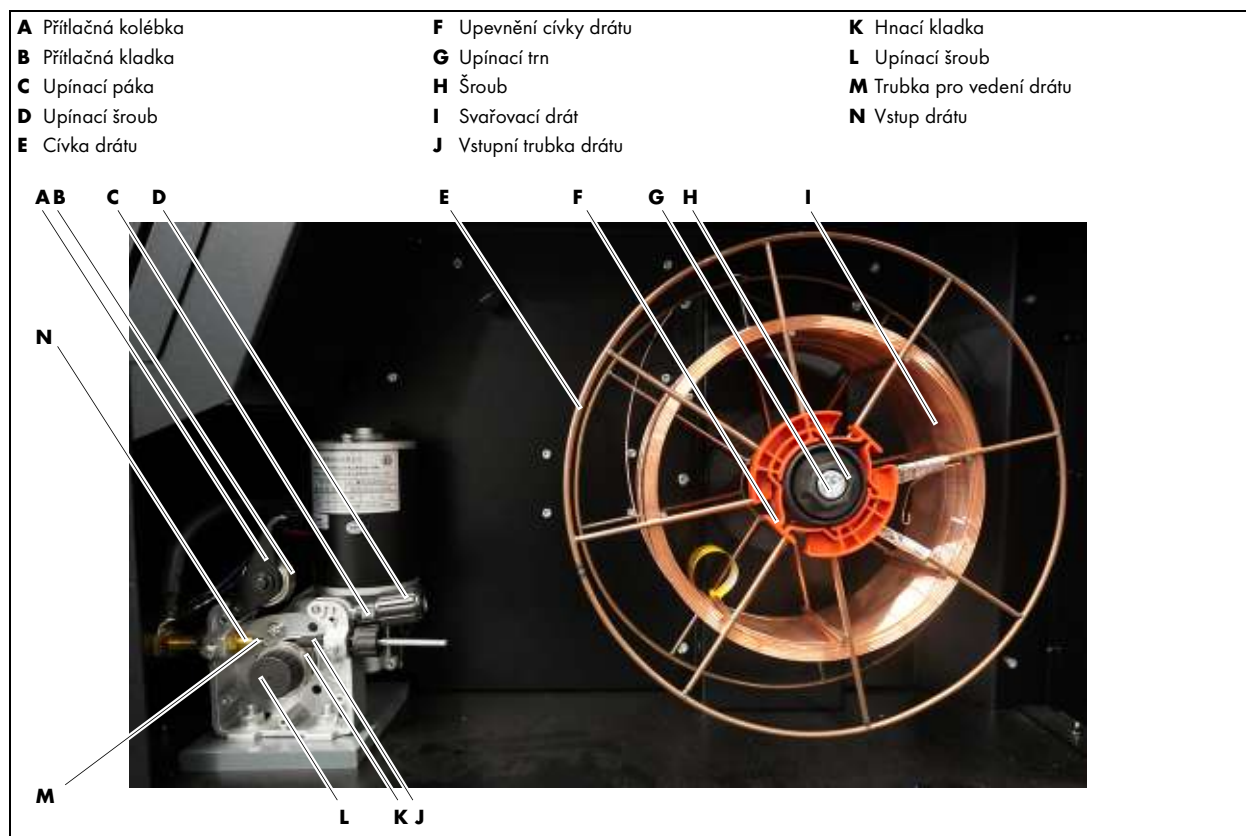 A Přítlačná kolébka
B Přítlačná kladka
C Upínací páka
D Upínací šroub
E Cívka drátu
F Upevnění cívky drátu
G Upínací trn
H Šroub
I Svařovací drát
J Vstupní trubka drátu
K Hnací kladka
L Upínací šroub
M Trubka pro vedení drátu
N Vstup drátu
A B C D E F G H I
N
M
L K J